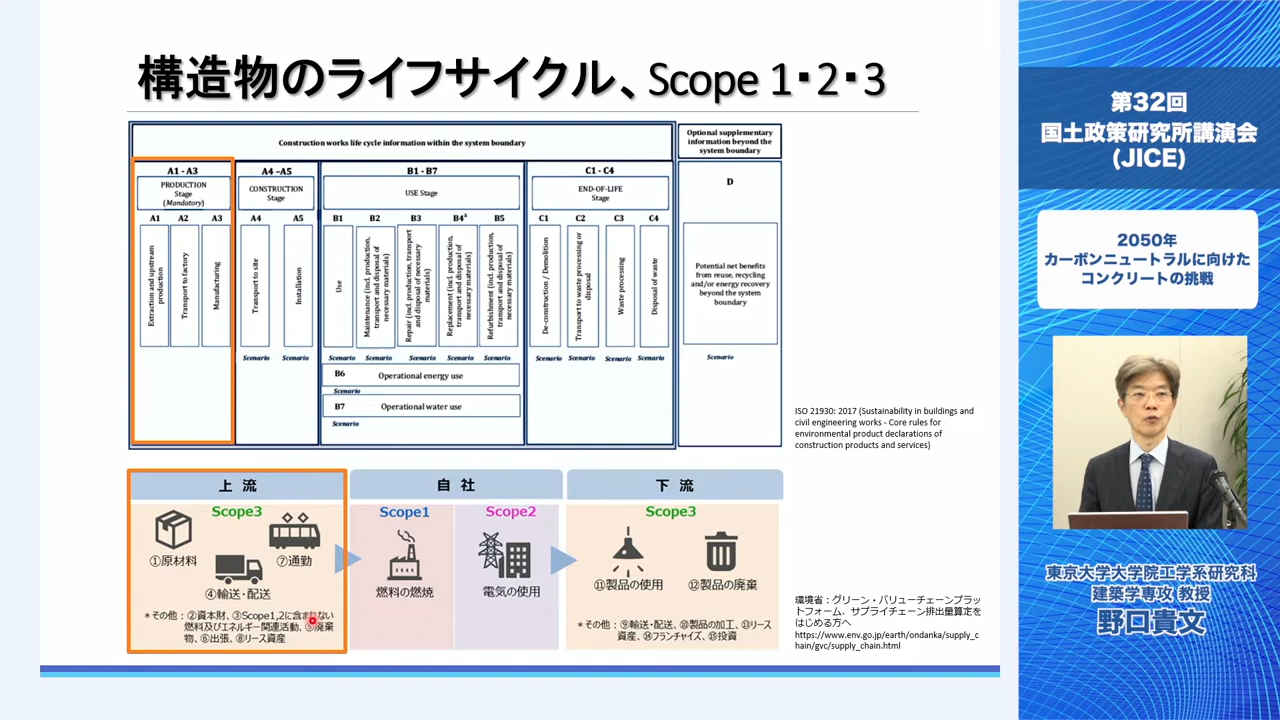 構造物のライフサイクル、Scope 1・2・3
Construction works life cycle information within the system boundary
Optional supplementary
information beyond the
system boundary
A1 - A3
PRODUCTION
Stage
(Mandatory)
A4 –A5
CONSTRUCTION
Stage
B1 - B7
USE Stage
C1 - C4
END-OF-LIFE
Stage
D
A1
A2
A3
A4
A5
B1
B2
B3
B4ª
B5
C1
C2
C3
C4
Extraction and upstream
production
Transport to factory
Manufacturing
Transport to site
Installation
Use
Maintenance (incl. production,
transport and disposal of
necessary materials)
Repair (incl. production, transport
and disposal of necessary
materials)
Replacement (incl. production,
transport and disposal of
necessary materials)
Refurbishment (incl. production,
transport and disposal of
necessary materials)
De-construction / Demolition
Transport to waste processing or
disposal
Waste processing
Disposal of waste
Potential net benefits
from reuse, recycling
and/or energy recovery
beyond the system
boundary
Scenario
Scenario
Scenario
Scenario
Scenario
Scenario
Scenario
Scenario
Scenario
Scenario
Scenario
Scenario
B6
Operational energy use
Scenario
B7
Operational water use
Scenario
ISO 21930: 2017 (Sustainability in buildings and
civil engineering works - Core rules for
environmental product declarations of
construction products and services)
上 流
Scope3
①原材料
⑦通勤
④輸送・配送
＊その他：②資本財、③Scope1,2に含まれない
燃料及びエネルギー関連活動、⑤廃棄
物、⑥出張、⑧リース資産
自 社
Scope1
燃料の燃焼
Scope2
電気の使用
下 流
Scope3
⑪製品の使用
⑫製品の廃棄
＊その他：⑨輸送・配送、⑩製品の加工、⑬リース
資産、⑭フランチャイズ、⑮投資
環境省：グリーン・バリューチェーンプラッ
トフォーム、サプライチェーン排出量算定を
はじめる方へ
https://www.env.go.jp/earth/ondanka/supply_c
hain/gvc/supply_chain.html
第32回
国土政策研究所講演会
(JICE)
2050年
カーボンニュートラルに向けた
コンクリートの挑戦
東京大学大学院工学系研究科
建築学専攻 教授
野口貴文